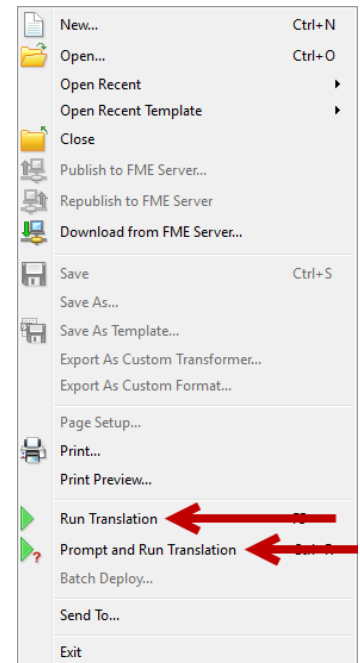 New... Ctrl+N
Open... Ctrl+O
Open Recent
Open Recent Template
Close
Publish to FME Server...
Republish to FME Server
Download from FME Server...
Save Ctrl+S
Save As...
Save As Template...
Export As Custom Transformer...
Export As Custom Format...
Page Setup...
Print...
Print Preview...
Run Translation
Prompt and Run Translation
Batch Deploy...
Send To...
Exit